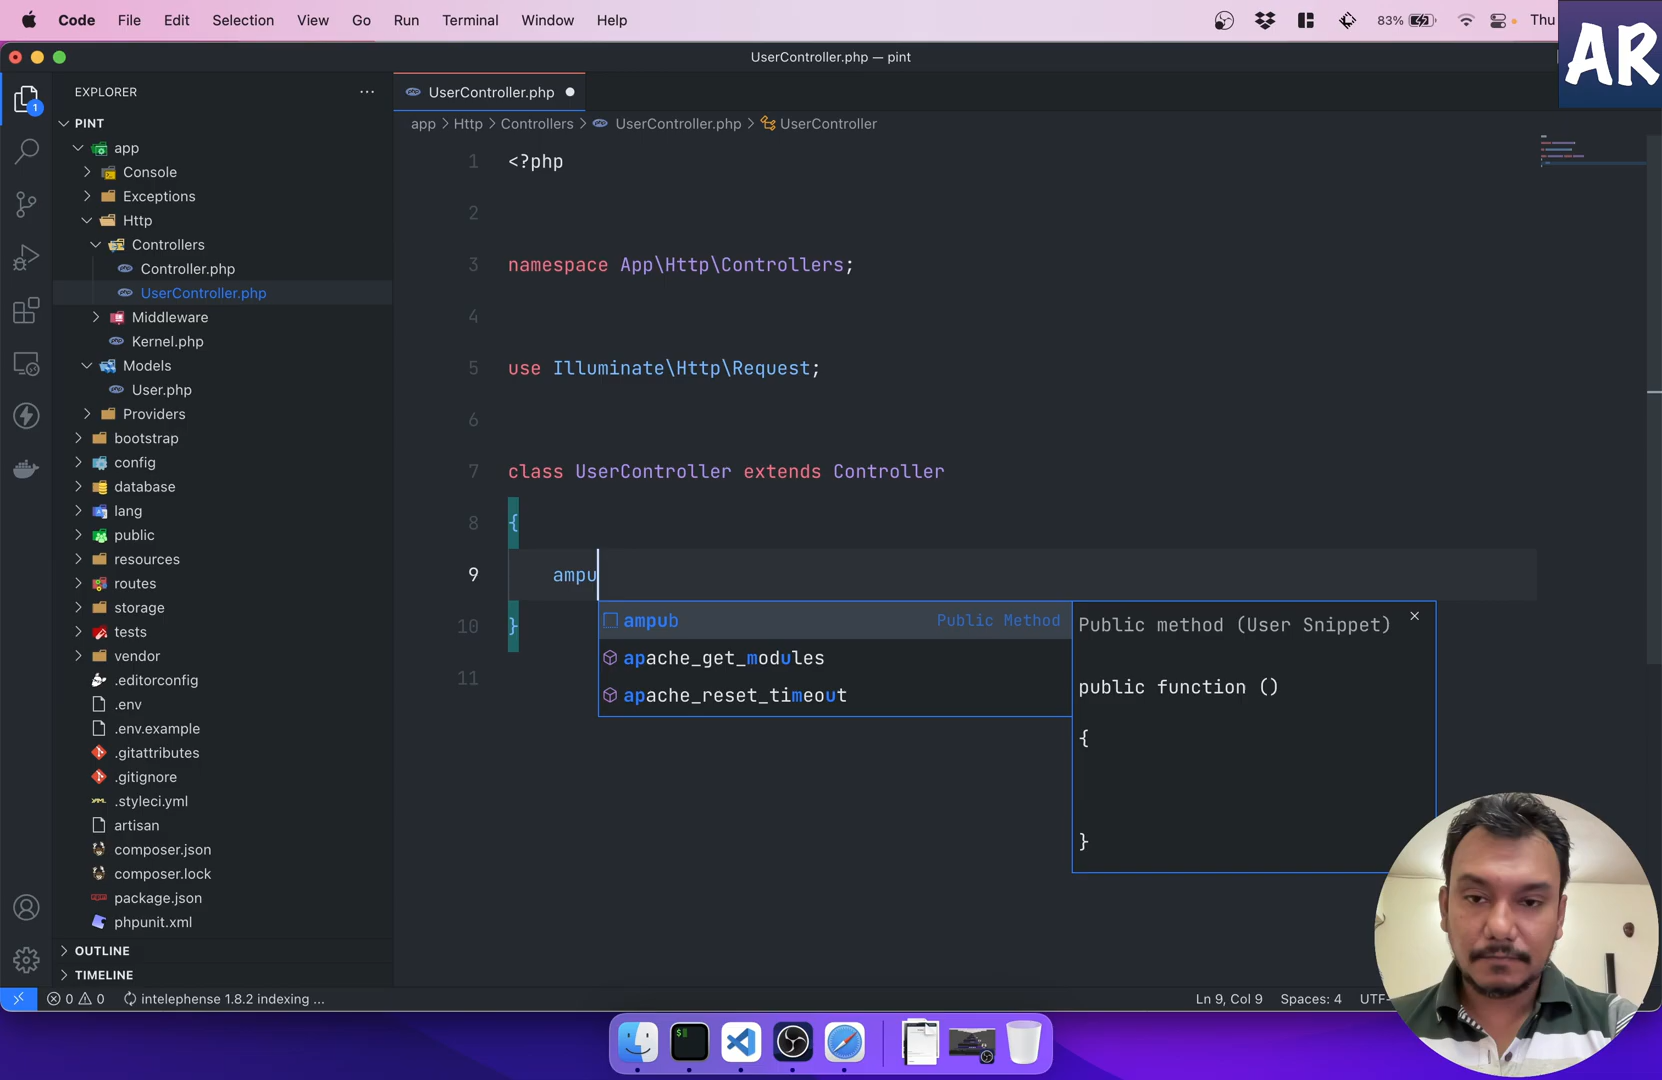 Code File Edit Selection View Go Run Terminal Window Help 83% Thu
AR
UserController.php — pint
EXPLORER
PINT
app
Console
Exceptions
Http
Controllers
Controller.php
UserController.php
Middleware
Kernel.php
Models
User.php
Providers
bootstrap
config
database
lang
public
resources
routes
storage
tests
vendor
.editorconfig
.env
.env.example
.gitattributes
.gitignore
.styleci.yml
artisan
composer.json
composer.lock
package.json
phpunit.xml
OUTLINE
TIMELINE
1
UserController.php
app > Http > Controllers > UserController.php > UserController
1 <?php
2
3 namespace App\Http\Controllers;
4
5 use Illuminate\Http\Request;
6
7 class UserController extends Controller
8 {
9 ampu
10 }
11
ampub Public Method
apache_get_modules
apache_reset_timeout
Public method (User Snippet)
public function ()
{
}
0 0 intelephense 1.8.2 indexing ...
Ln 9, Col 9 Spaces: 4 UTF-